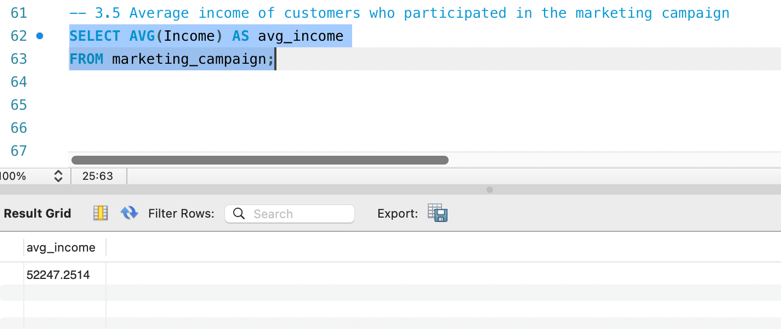 61 -- 3.5 Average income of customers who participated in the marketing campaign
62 SELECT AVG(Income) AS avg_income
63 FROM marketing_campaign;
64
65
66
67
100% 25:63
Result Grid Filter Rows: Search Export:
avg_income
52247.2514